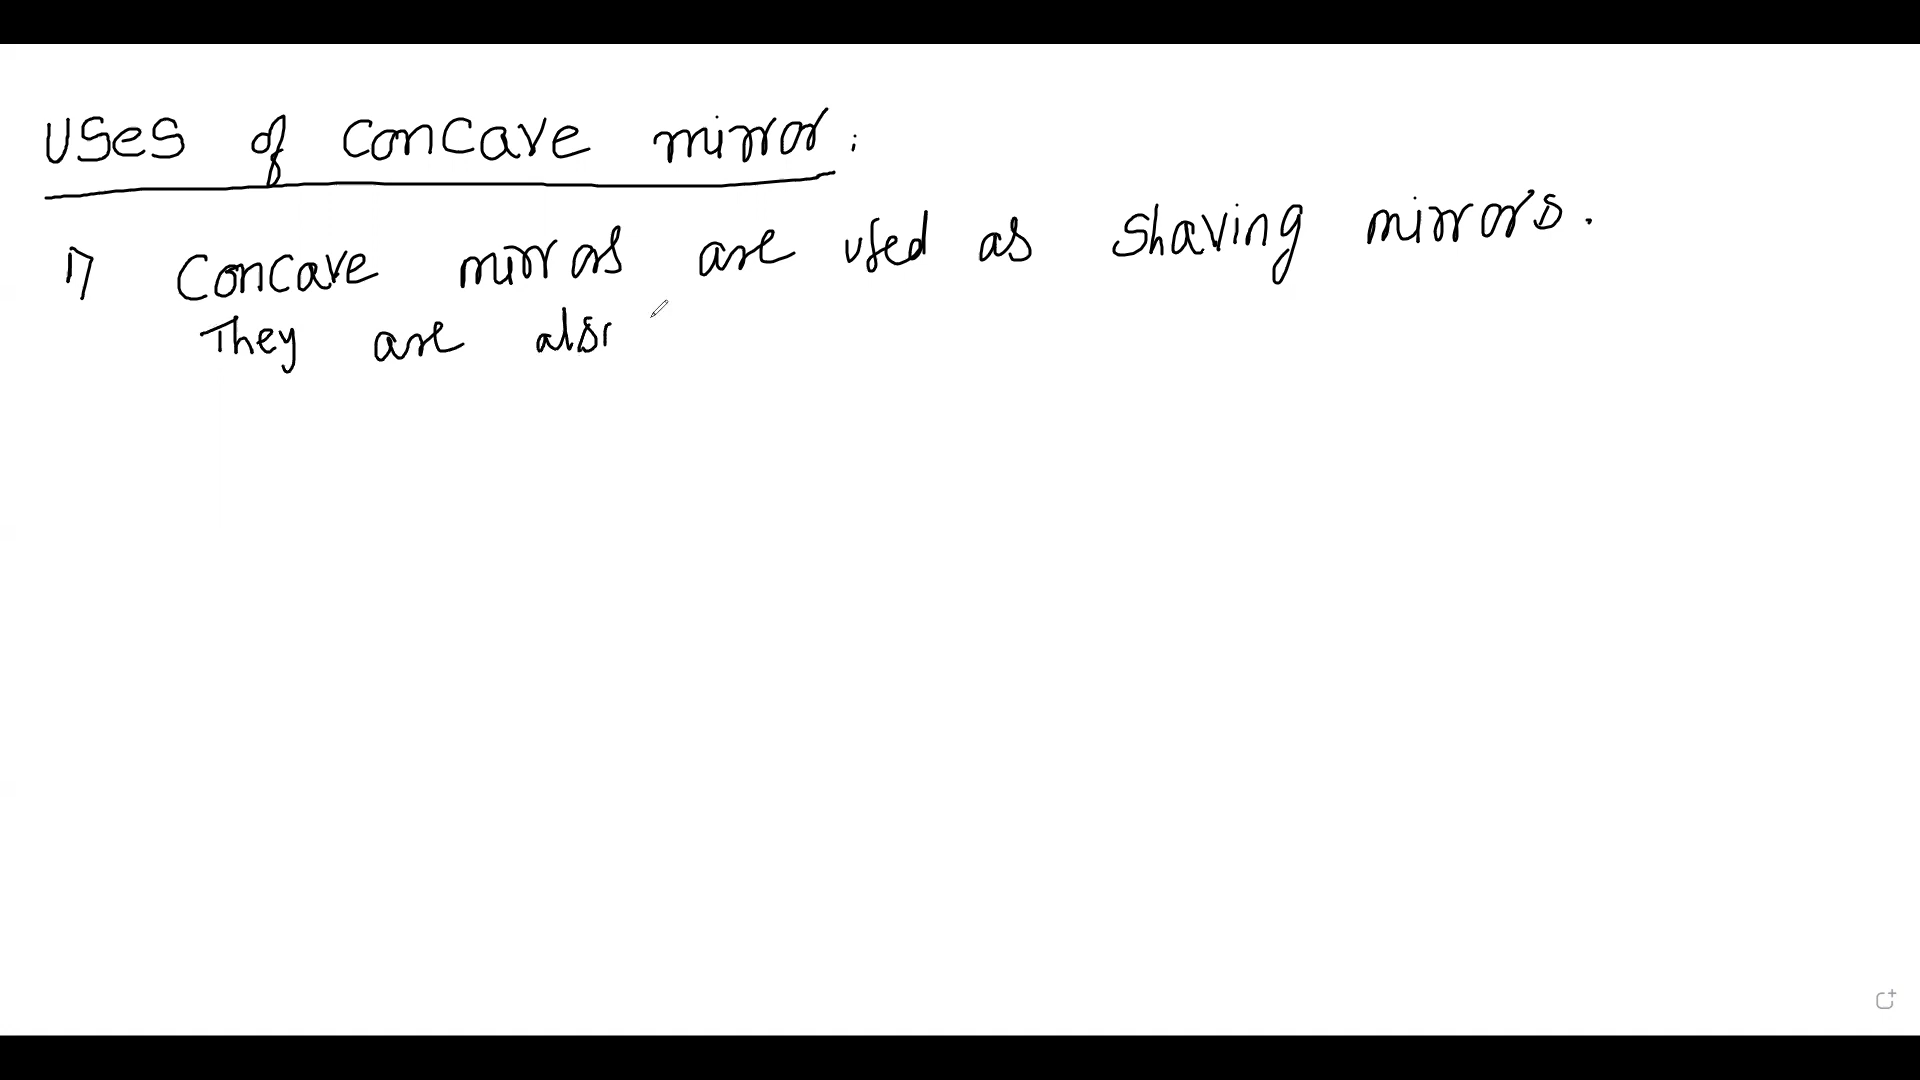 Uses of concave mirror:
1) Concave mirrors are used as shaving mirrors.
They are also